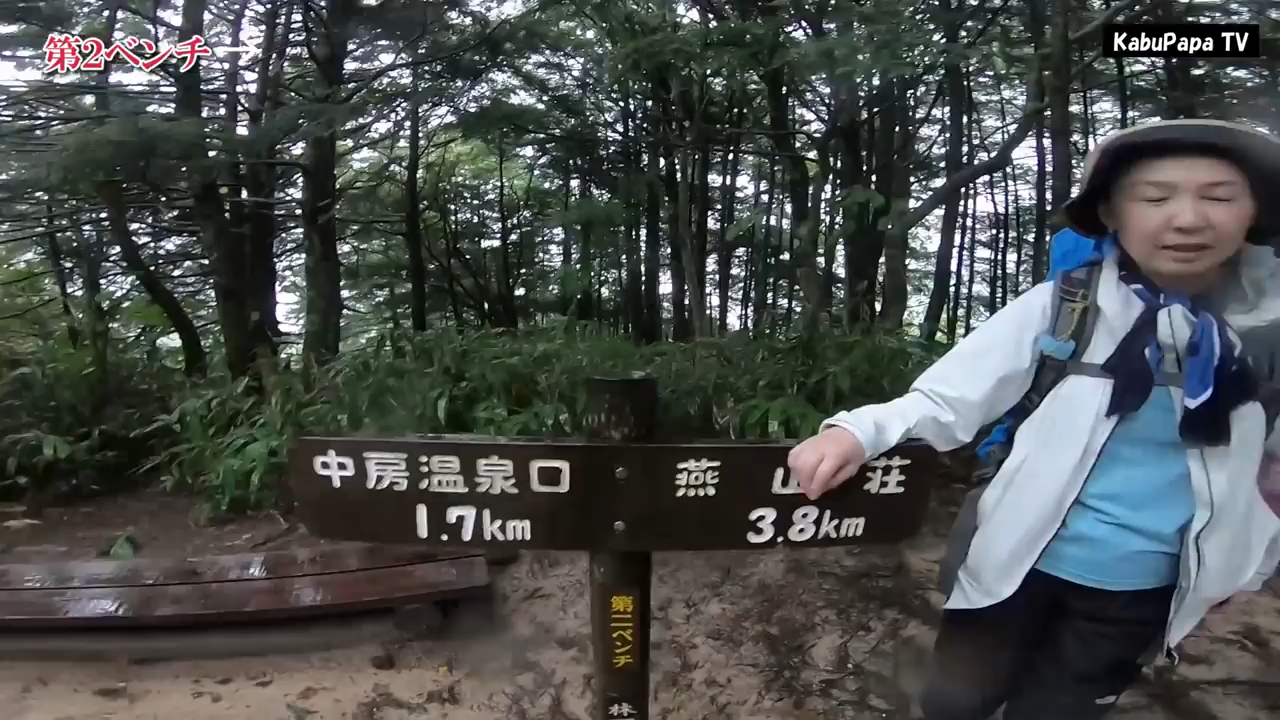 第2ベンチ →
KabuPapa TV
中房温泉口
1.7km
燕山荘
3.8km
第二ベンチ
林